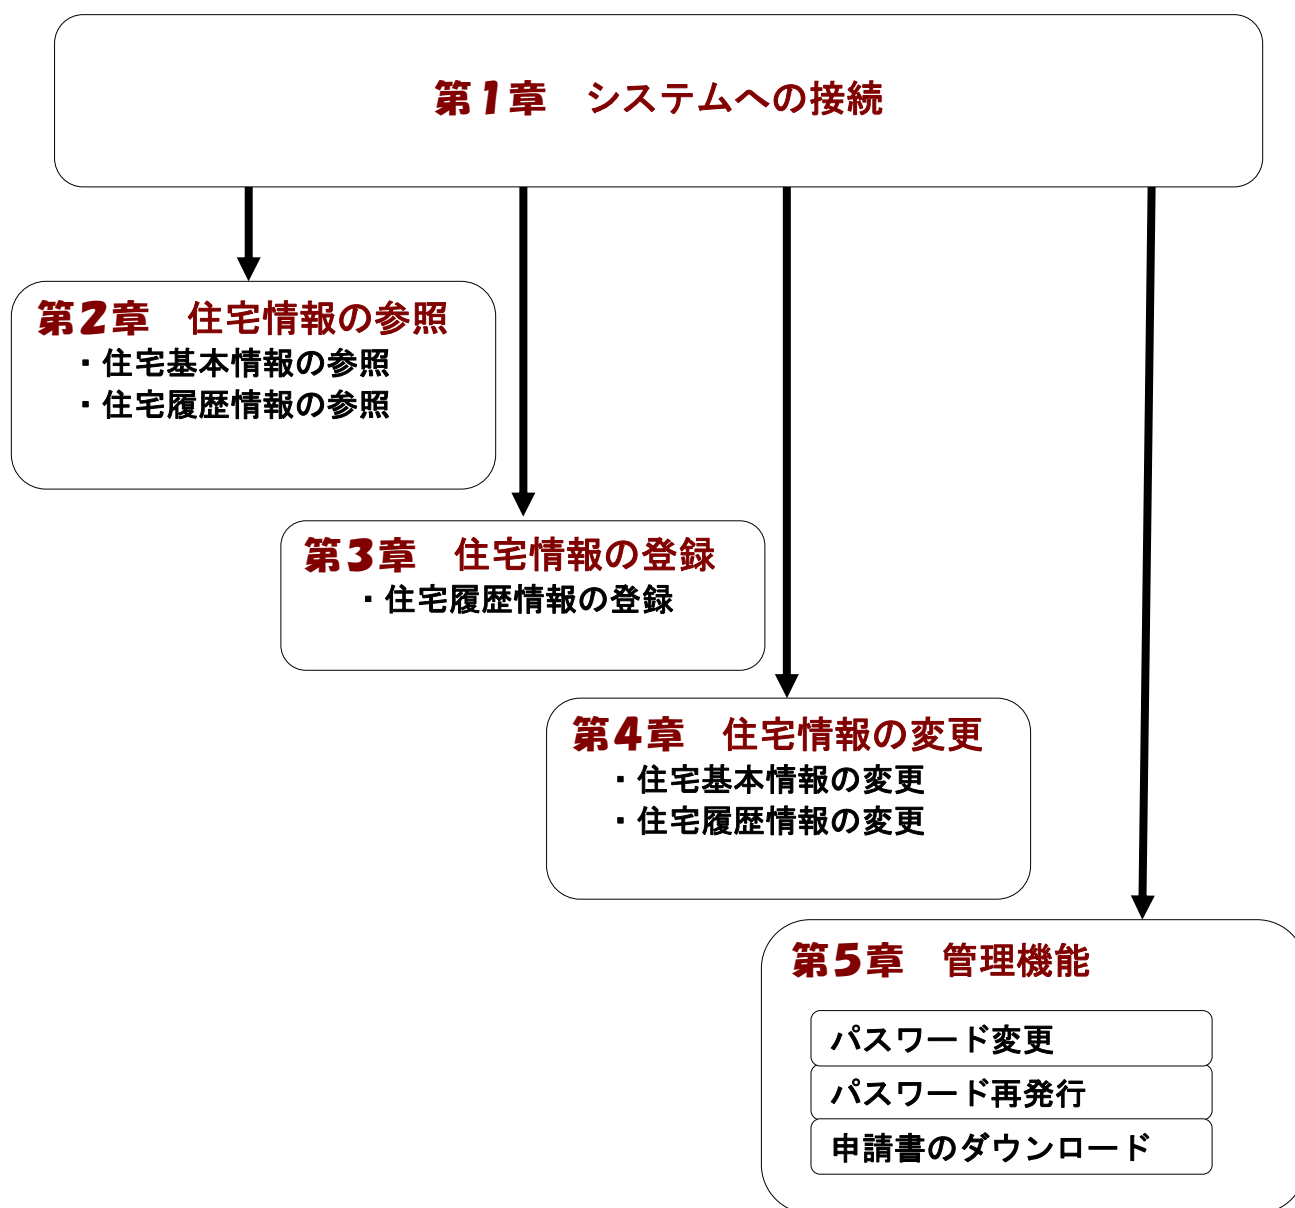 第1章　システムへの接続
第2章　住宅情報の参照
・住宅基本情報の参照
・住宅履歴情報の参照
第3章　住宅情報の登録
・住宅履歴情報の登録
第4章　住宅情報の変更
・住宅基本情報の変更
・住宅履歴情報の変更
第5章　管理機能
パスワード変更
パスワード再発行
申請書のダウンロード